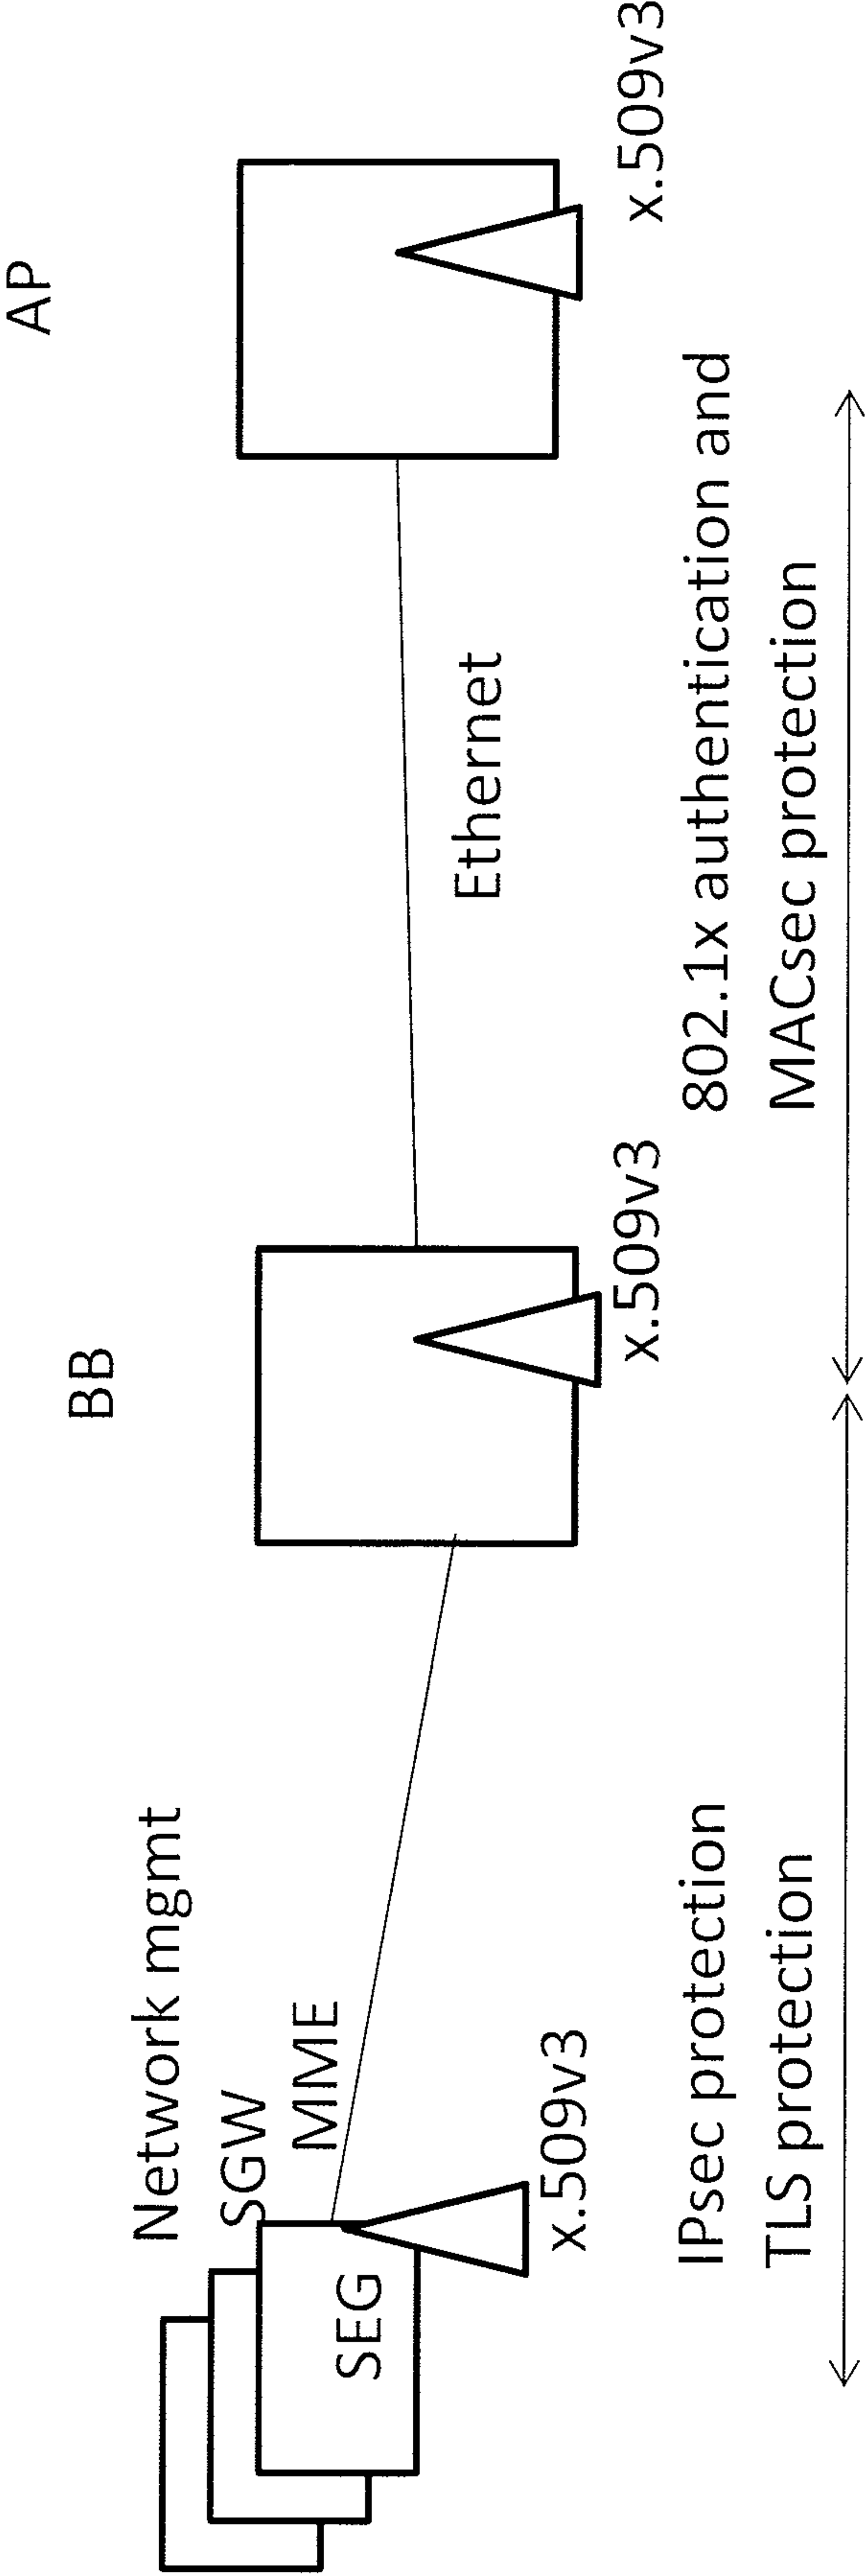 Network mgmt
SGW
MME
SEG
x.509v3
BB
x.509v3
Ethernet
AP
x.509v3
IPsec protection
TLS protection
802.1x authentication and
MACsec protection